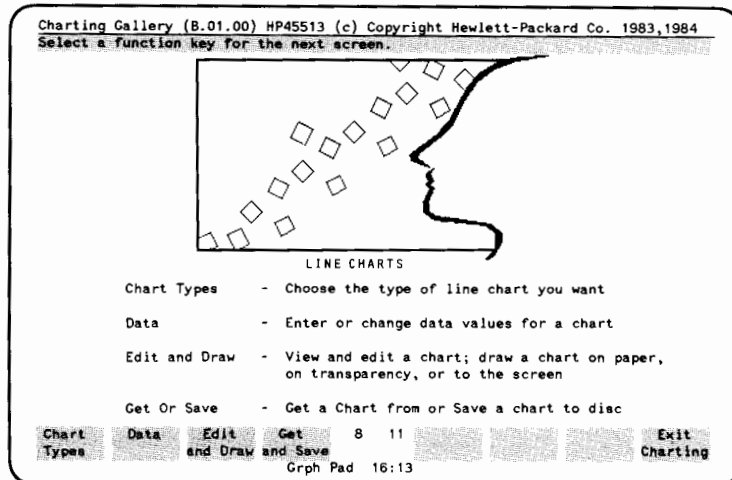 Charting Gallery (B.01.00) HP45513 (c) Copyright Hewlett-Packard Co. 1983,1984
Select a function key for the next screen.
LINE CHARTS
Chart Types - Choose the type of line chart you want
Data - Enter or change data values for a chart
Edit and Draw - View and edit a chart; draw a chart on paper,
on transparency, or to the screen
Get Or Save - Get a Chart from or Save a chart to disc
Chart Data Edit Get 8 11 Exit
Types and Draw and Save Charting
Grph Pad 16:13